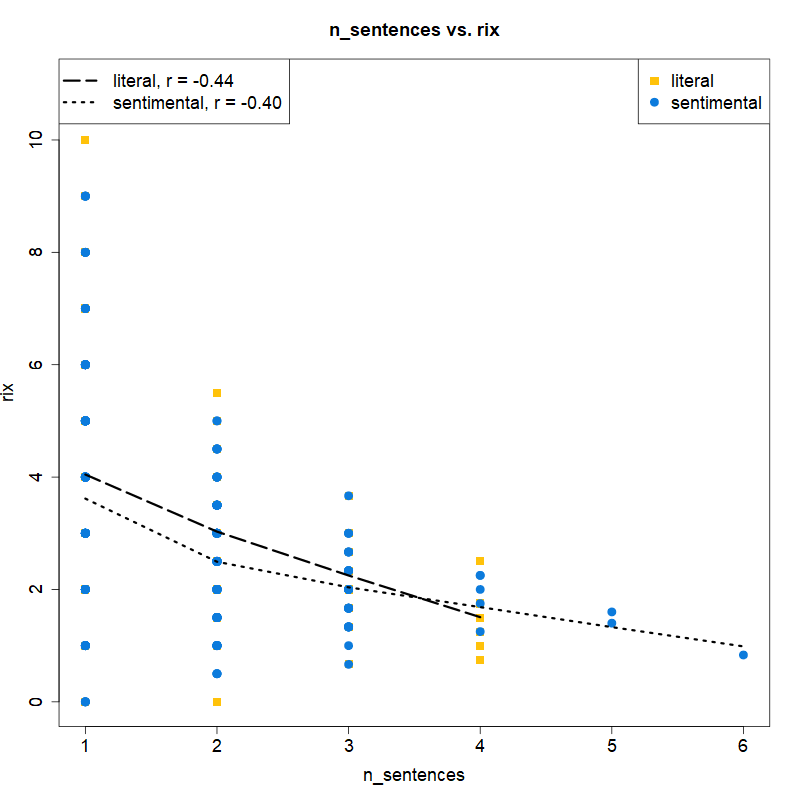 n_sentences vs. rix
literal, r = -0.44
sentimental, r = -0.40
literal
sentimental
rix
10
8
6
4
2
0
1 2 3 4 5 6
n_sentences